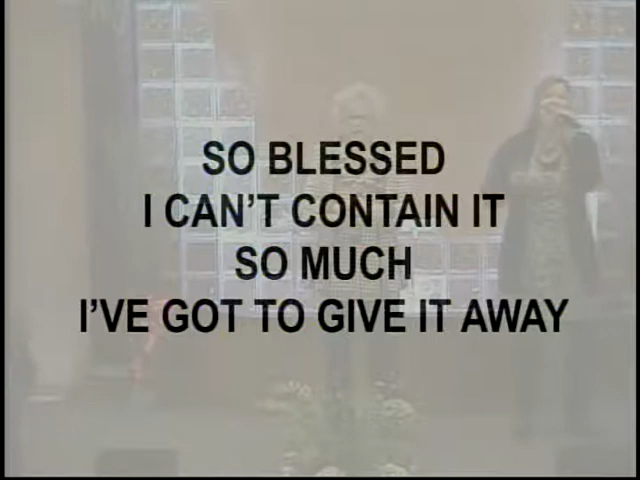 SO BLESSED
I CAN'T CONTAIN IT
SO MUCH
I'VE GOT TO GIVE IT AWAY